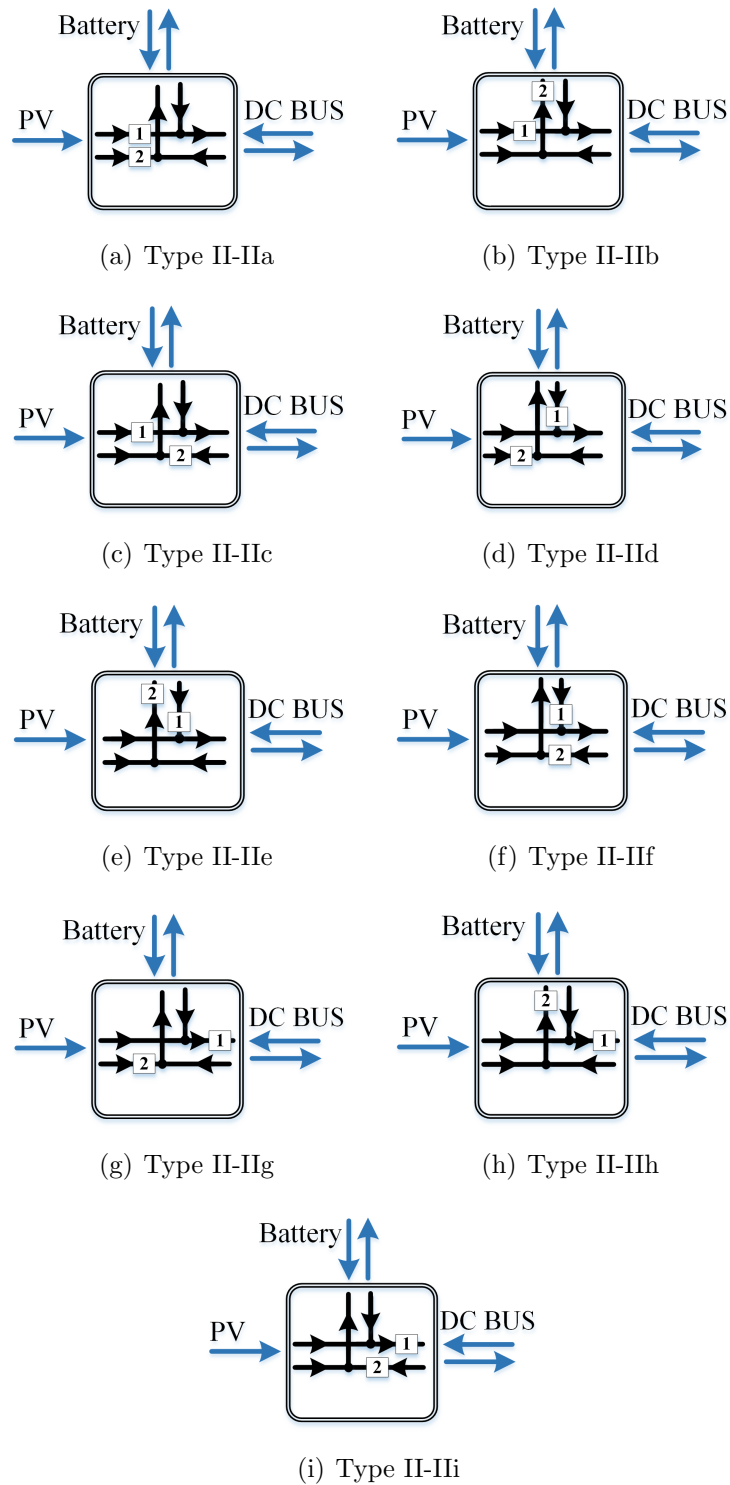 Battery
Battery
PV
DC BUS
1
2
PV
DC BUS
2
1
(a) Type II-IIa
(b) Type II-IIb
Battery
Battery
PV
DC BUS
1
2
PV
DC BUS
1
2
(c) Type II-IIc
(d) Type II-IId
Battery
Battery
PV
DC BUS
2
1
PV
DC BUS
1
2
(e) Type II-IIe
(f) Type II-IIf
Battery
Battery
PV
DC BUS
1
2
PV
DC BUS
2
1
(g) Type II-IIg
(h) Type II-IIh
Battery
PV
DC BUS
1
2
(i) Type II-IIi